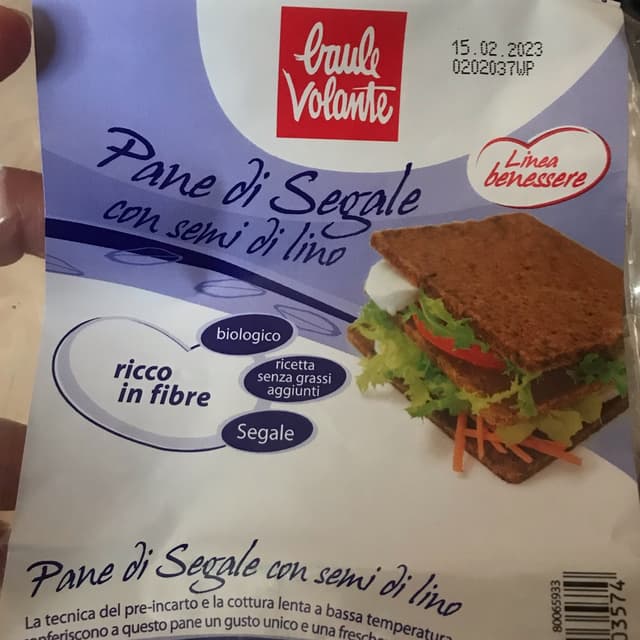 baule
volante
15.02.2023
0202037WP
Linea
benessere
Pane di Segale
con semi di lino
biologico
ricco
in fibre
ricetta
senza grassi
aggiunti
Segale
Pane di Segale con semi di lino
La tecnica del pre-incarto e la cottura lenta a bassa temperatura
conferiscono a questo pane un gusto unico e una
80065933
03574